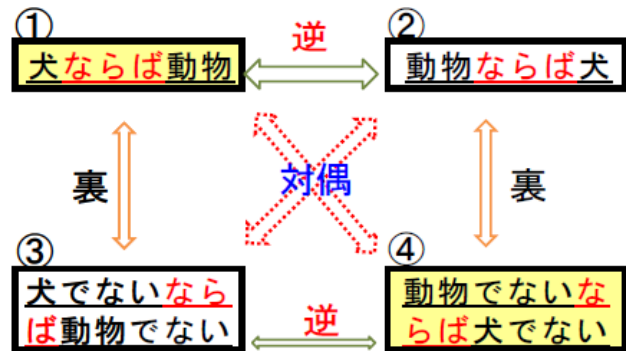 ①
犬ならば動物
逆
②
動物ならば犬
裏
対偶
裏
③
犬でないなら
ば動物でない
逆
④
動物でないな
らば犬でない